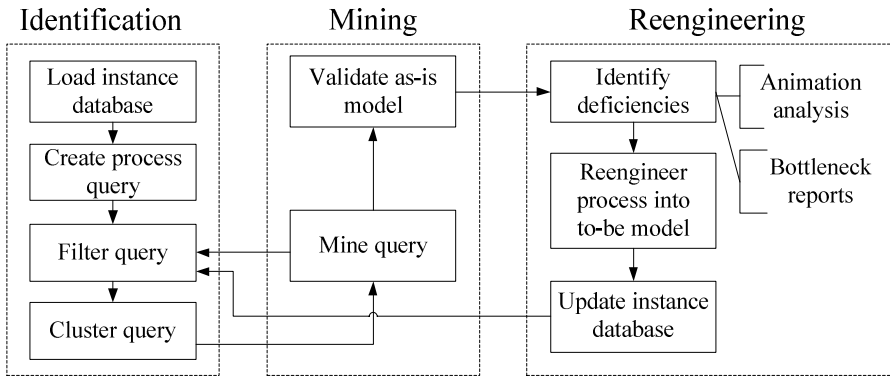 Identification
Load instance
database
Create process
query
Filter query
Cluster query
Mining
Validate as-is
model
Mine query
Reengineering
Identify
deficiencies
Reengineer
process into
to-be model
Update instance
database
Animation
analysis
Bottleneck
reports